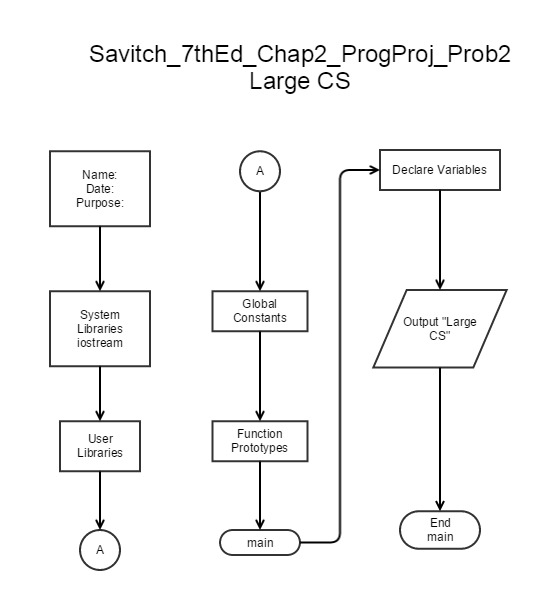 Savitch_7thEd_Chap2_ProgProj_Prob2
Large CS
Name:
Date:
Purpose:
System
Libraries
iostream
User
Libraries
A
A
Global
Constants
Function
Prototypes
main
Declare Variables
Output "Large
CS"
End
main